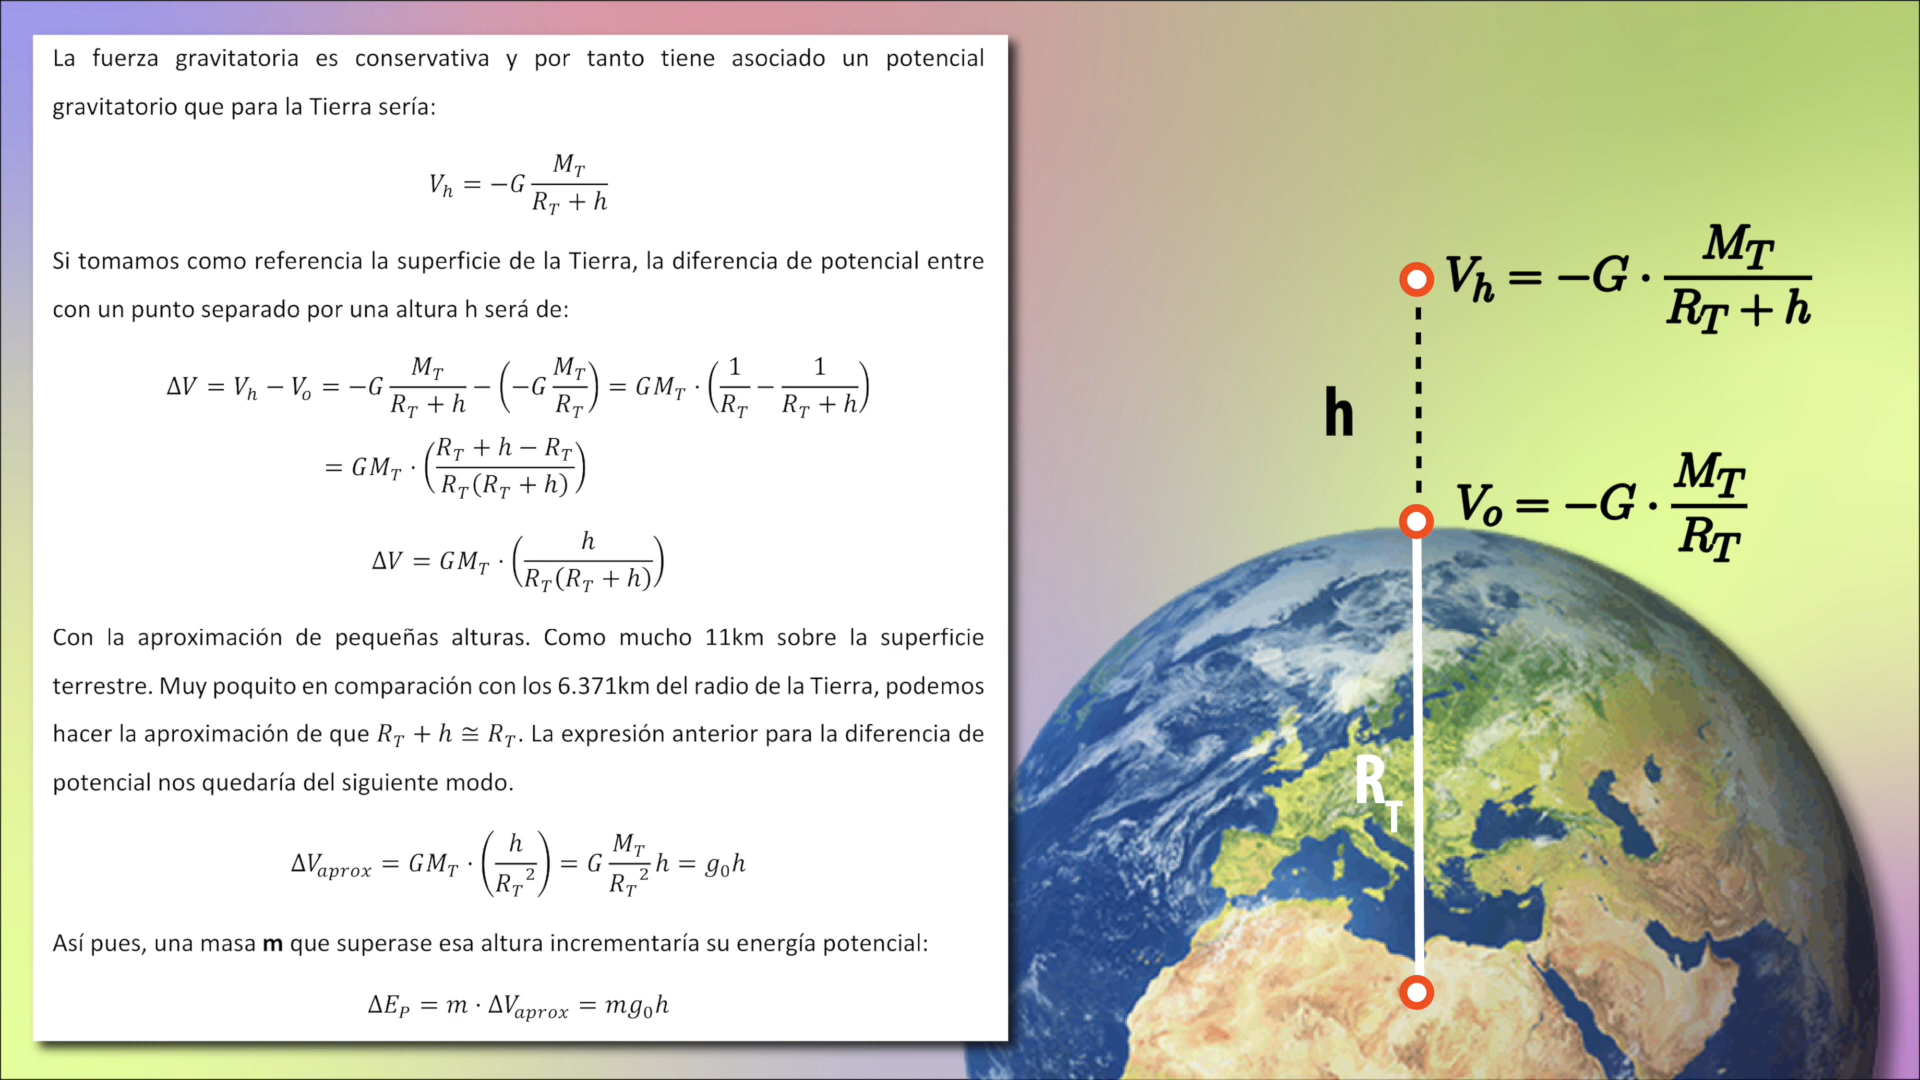 La fuerza gravitatoria es conservativa y por tanto tiene asociado un potencial
gravitatorio que para la Tierra sería:
V_h = −G M_T / (R_T + h)
Si tomamos como referencia la superficie de la Tierra, la diferencia de potencial entre
con un punto separado por una altura h será de:
ΔV = V_h − V_o = −G M_T / (R_T + h) − (−G M_T / R_T) = GM_T · (1 / R_T − 1 / (R_T + h))
= GM_T · ((R_T + h − R_T) / (R_T(R_T + h)))
ΔV = GM_T · (h / (R_T(R_T + h)))
Con la aproximación de pequeñas alturas. Como mucho 11km sobre la superficie
terrestre. Muy poquito en comparación con los 6.371km del radio de la Tierra, podemos
hacer la aproximación de que R_T + h ≅ R_T. La expresión anterior para la diferencia de
potencial nos quedaría del siguiente modo.
ΔV_aprox = GM_T · (h / R_T²) = G M_T / R_T² h = g₀h
Así pues, una masa m que superase esa altura incrementaría su energía potencial:
ΔE_P = m · ΔV_aprox = mg₀h
V_h = −G · M_T / (R_T + h)
h
V_o = −G · M_T / R_T
R_T